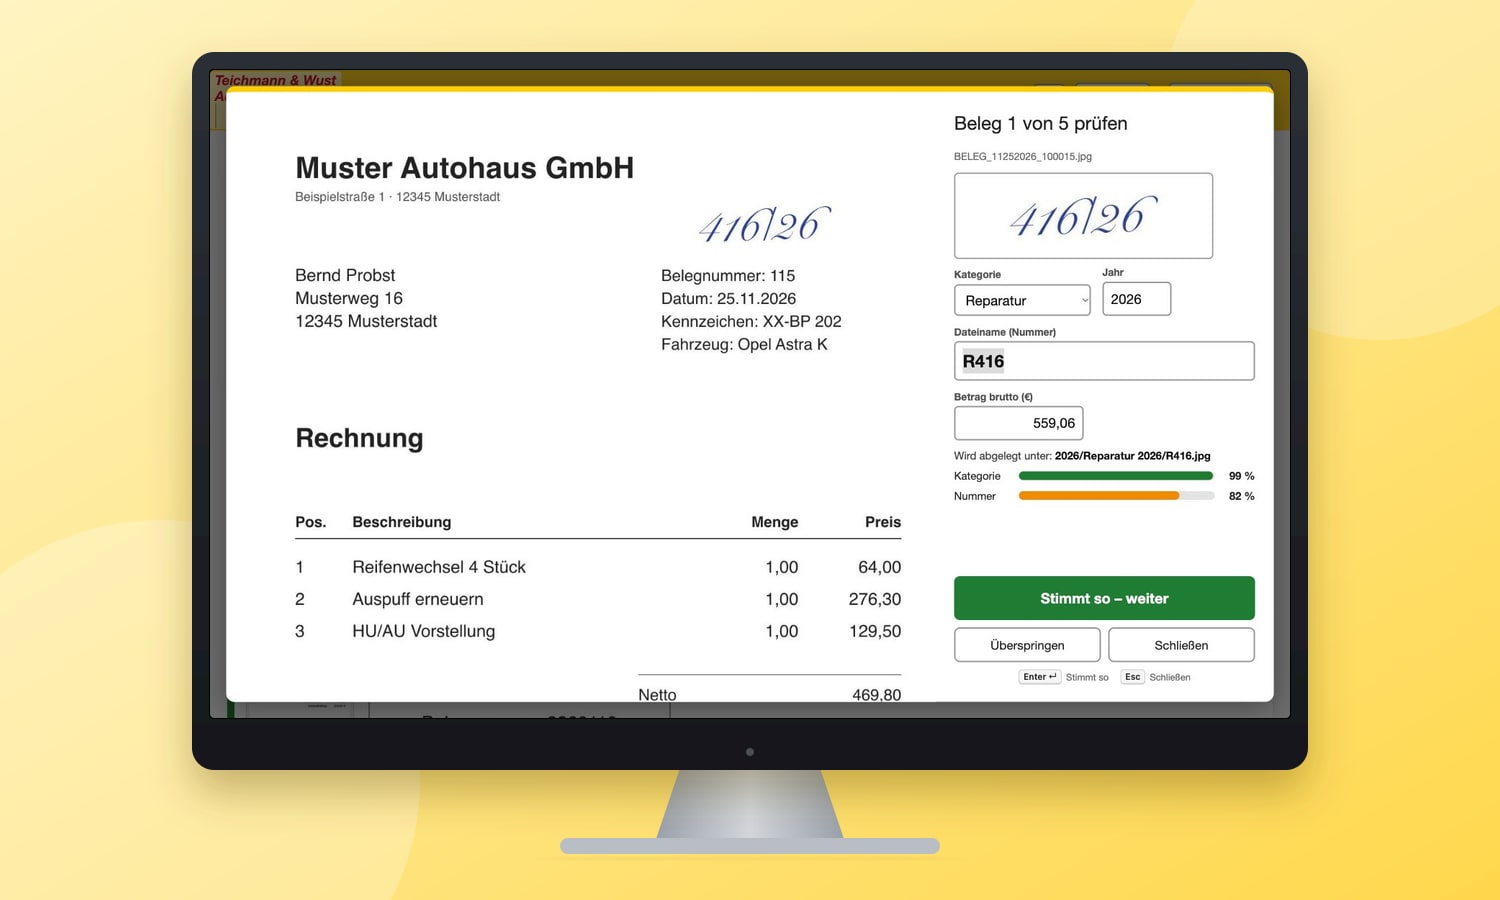 Teichmann & Wust
Muster Autohaus GmbH
Beispielstraße 1 · 12345 Musterstadt
416/26
Bernd Probst
Musterweg 16
12345 Musterstadt
Belegnummer: 115
Datum: 25.11.2026
Kennzeichen: XX-BP 202
Fahrzeug: Opel Astra K
Rechnung
Pos. Beschreibung Menge Preis
1 Reifenwechsel 4 Stück 1,00 64,00
2 Auspuff erneuern 1,00 276,30
3 HU/AU Vorstellung 1,00 129,50
Netto 469,80
Beleg 1 von 5 prüfen
BELEG_11252026_100015.jpg
416/26
Kategorie Jahr
Reparatur 2026
Dateiname (Nummer)
R416
Betrag brutto (€)
559,06
Wird abgelegt unter: 2026/Reparatur 2026/R416.jpg
Kategorie 99 %
Nummer 82 %
Stimmt so – weiter
Überspringen Schließen
Enter ↵ Stimmt so Esc Schließen